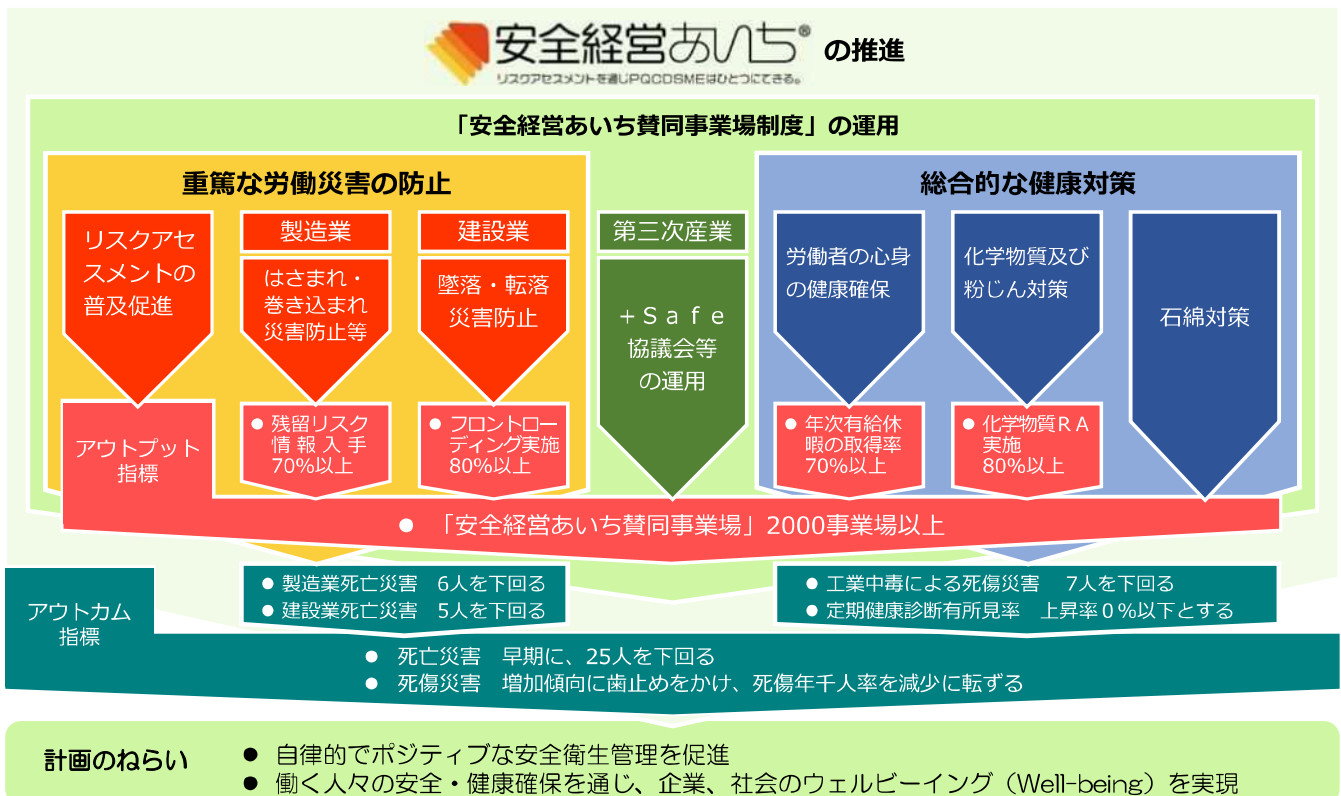 安全経営あいち® の推進
リスクアセスメントを通じPQCDSMEはひとつにできる。
「安全経営あいち賛同事業場制度」の運用
重篤な労働災害の防止
リスクアセ
スメントの
普及促進
製造業
はさまれ・
巻き込まれ
災害防止等
建設業
墜落・転落
災害防止
第三次産業
＋Ｓａｆｅ
協議会等
の運用
総合的な健康対策
労働者の心身
の健康確保
化学物質及び
粉じん対策
石綿対策
アウトプット
指標
● 残留リスク
情報入手
70%以上
● フロントロー
ディング実施
80%以上
● 年次有給休
暇の取得率
70%以上
● 化学物質ＲＡ
実施
80%以上
● 「安全経営あいち賛同事業場」2000事業場以上
アウトカム
指標
● 製造業死亡災害　6人を下回る
● 建設業死亡災害　5人を下回る
● 工業中毒による死傷災害　7人を下回る
● 定期健康診断有所見率　上昇率０％以下とする
● 死亡災害　早期に、25人を下回る
● 死傷災害　増加傾向に歯止めをかけ、死傷年千人率を減少に転ずる
計画のねらい
● 自律的でポジティブな安全衛生管理を促進
● 働く人々の安全・健康確保を通じ、企業、社会のウェルビーイング（Well-being）を実現